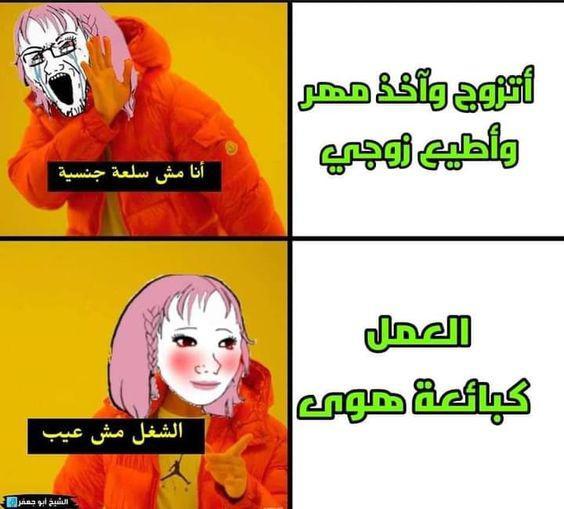 أتزوج وآخذ مهر
وأطيع زوجي
أنا مش سلعة جنسية
العمل
كبائعة هوى
الشغل مش عيب
الشيخ أبو جعفر